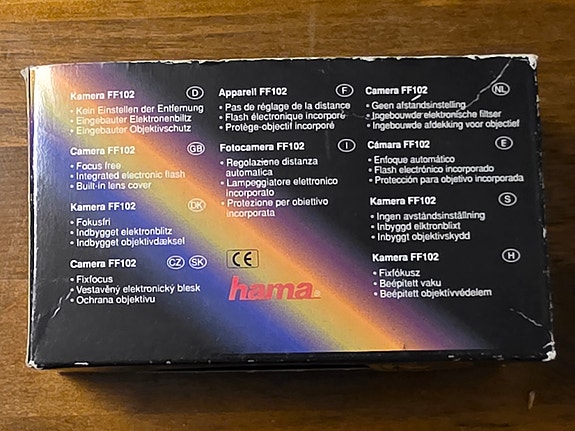 Kamera FF102 D
• Kein Einstellen der Entfernung
• Eingebauter Elektronenbliz
• Eingebauter Objektivschutz
Camera FF102 GB
• Focus free
• Integrated electronic flash
• Built-in lens cover
Kamera FF102 DK
• Fokusfri
• Indbygget elektronblitz
• Indbygget objektivdæksel
Camera FF102 CZ SK
• Fixfocus
• Vestavěný elektronický blesk
• Ochrana objektivu
Appareil FF102 F
• Pas de réglage de la distance
• Flash électronique incorporé
• Protège-objectif incorporé
Fotocamera FF102 I
• Regolaziene distanza
automatica
• Lampeggiatore elettronico
incorporato
• Protezione per obiettivo
incorporata
CE
hama
Camera FF102 NL
• Geen afstandsinstelling
• Ingebouwde elektronische flitser
• Ingebouwde afdekking voor objectief
Cámara FF102 E
• Enfoque automático
• Flash electrónico incorporado
• Protección para objetivo incorporada
Kamera FF102 S
• Ingen avståndsinställning
• Inbyggd elktronblixt
• Inbyggt objektivskydd
Kamera FF102 H
• Fixfókusz
• Beépített vaku
• Beépített objektívvédelem